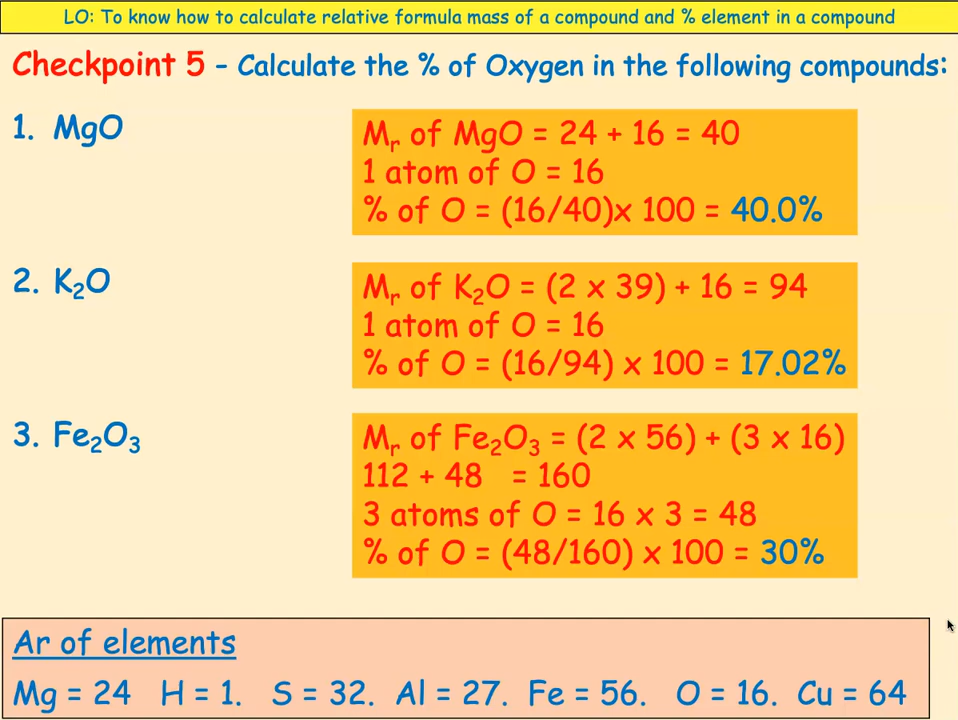 LO: To know how to calculate relative formula mass of a compound and % element in a compound
Checkpoint 5 - Calculate the % of Oxygen in the following compounds:
1. MgO
Mr of MgO = 24 + 16 = 40
1 atom of O = 16
% of O = (16/40)x 100 = 40.0%
2. K₂O
Mr of K₂O = (2 x 39) + 16 = 94
1 atom of O = 16
% of O = (16/94) x 100 = 17.02%
3. Fe₂O₃
Mr of Fe₂O₃ = (2 x 56) + (3 x 16)
112 + 48 = 160
3 atoms of O = 16 x 3 = 48
% of O = (48/160) x 100 = 30%
Ar of elements
Mg = 24 H = 1. S = 32. Al = 27. Fe = 56. O = 16. Cu = 64